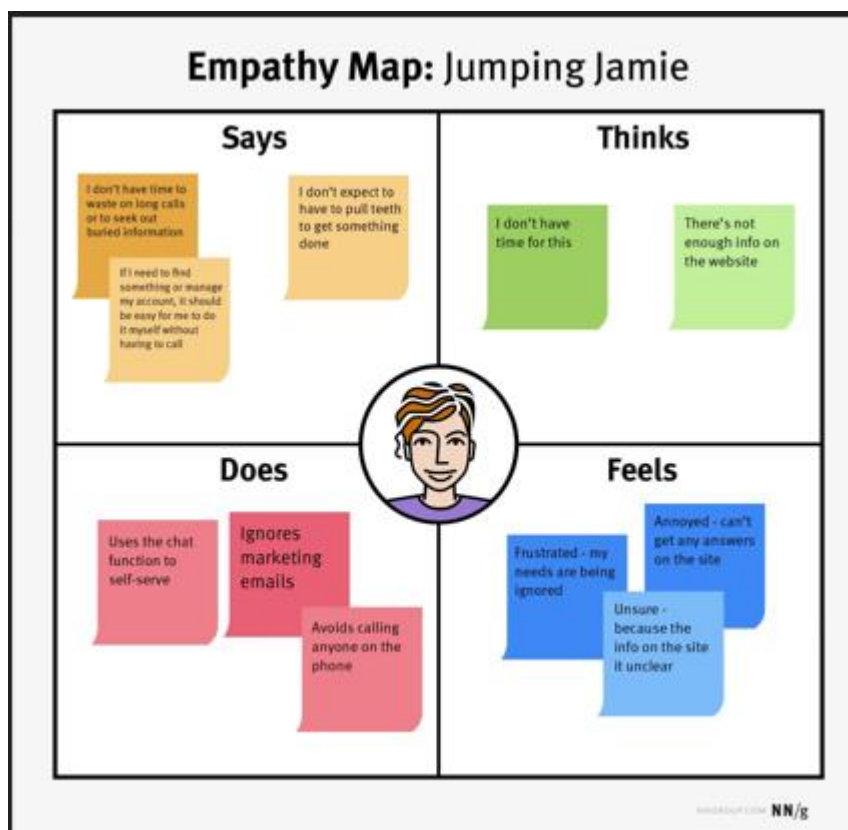 Empathy Map: Jumping Jamie
Says
I don't have time to
waste on long calls
or to seek out
buried information
If I need to find
something or manage
my account, it should
be easy for me to do
it myself without
having to call
I don't expect to
have to pull teeth
to get something
done
Thinks
I don't have
time for this
There's not
enough info on
the website
Does
Uses the chat
function to
self-serve
Ignores
marketing
emails
Avoids calling
anyone on the
phone
Feels
Frustrated - my
needs are being
ignored
Annoyed - can't
get any answers
on the site
Unsure -
because the
info on the site
it unclear
NNGROUP.COM NN/g